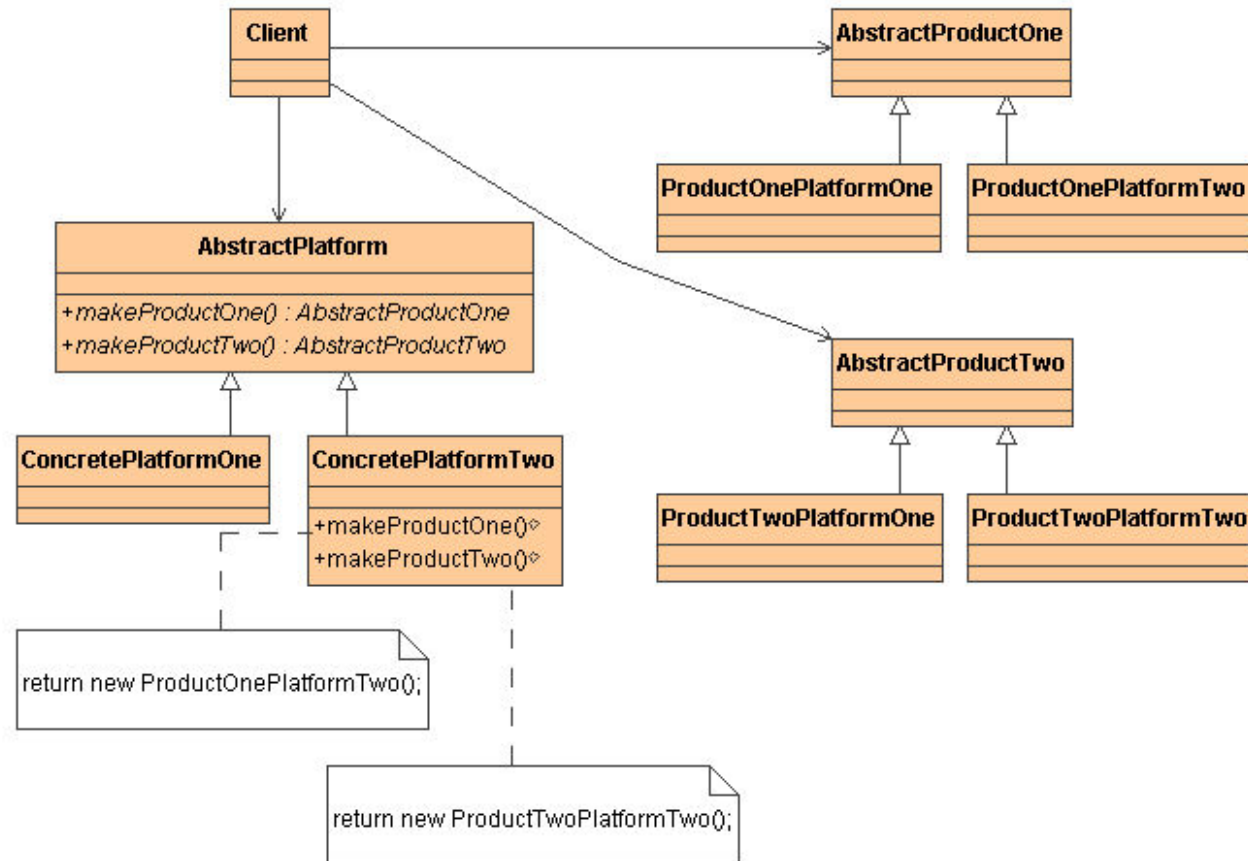 Client
AbstractProductOne
ProductOnePlatformOne
ProductOnePlatformTwo
AbstractPlatform
+makeProductOne() : AbstractProductOne
+makeProductTwo() : AbstractProductTwo
AbstractProductTwo
ConcretePlatformOne
ConcretePlatformTwo
+makeProductOne()
+makeProductTwo()
ProductTwoPlatformOne
ProductTwoPlatformTwo
return new ProductOnePlatformTwo();
return new ProductTwoPlatformTwo();